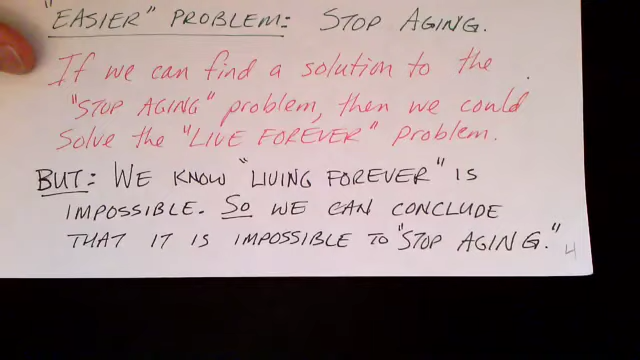 "EASIER" PROBLEM: STOP AGING.
If we can find a solution to the
"STOP AGING" problem, then we could
solve the "LIVE FOREVER" problem.
BUT: WE KNOW "LIVING FOREVER" IS
IMPOSSIBLE. SO WE CAN CONCLUDE
THAT IT IS IMPOSSIBLE TO "STOP AGING."
4